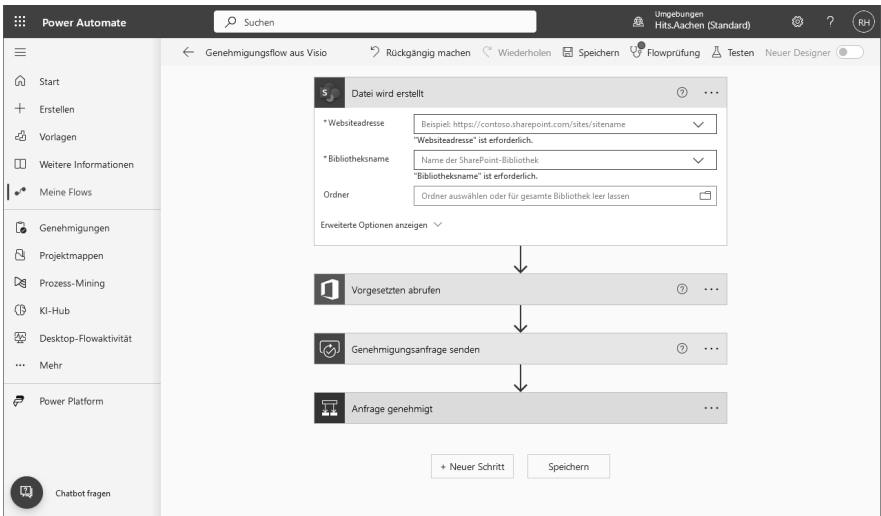 Power Automate
Suchen
Umgebungen
Hits.Aachen (Standard)
?
RH
Genehmigungsflow aus Visio
Rückgängig machen
Wiederholen
Speichern
Flowprüfung
Testen
Neuer Designer
Start
Erstellen
Vorlagen
Weitere Informationen
Meine Flows
Genehmigungen
Projektmappen
Prozess-Mining
KI-Hub
Desktop-Flowaktivität
Mehr
Power Platform
Chatbot fragen
S
Datei wird erstellt
?
* Websiteadresse
Beispiel: https://contoso.sharepoint.com/sites/sitename
"Websiteadresse" ist erforderlich.
* Bibliotheksname
Name der SharePoint-Bibliothek
"Bibliotheksname" ist erforderlich.
Ordner
Ordner auswählen oder für gesamte Bibliothek leer lassen
Erweiterte Optionen anzeigen
Vorgesetzten abrufen
?
Genehmigungsanfrage senden
?
Anfrage genehmigt
+ Neuer Schritt
Speichern